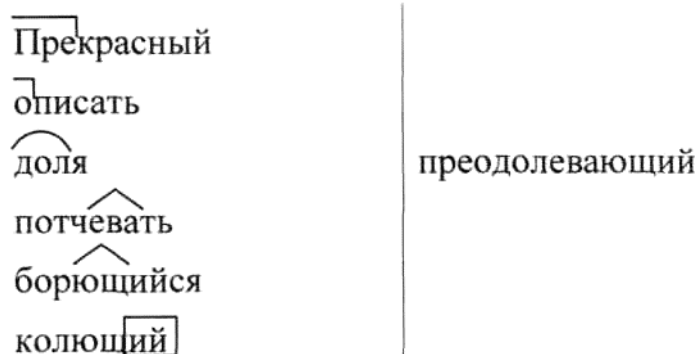 Прекрасный
описать
доля
преодолевающий
потчевать
борющийся
колющий